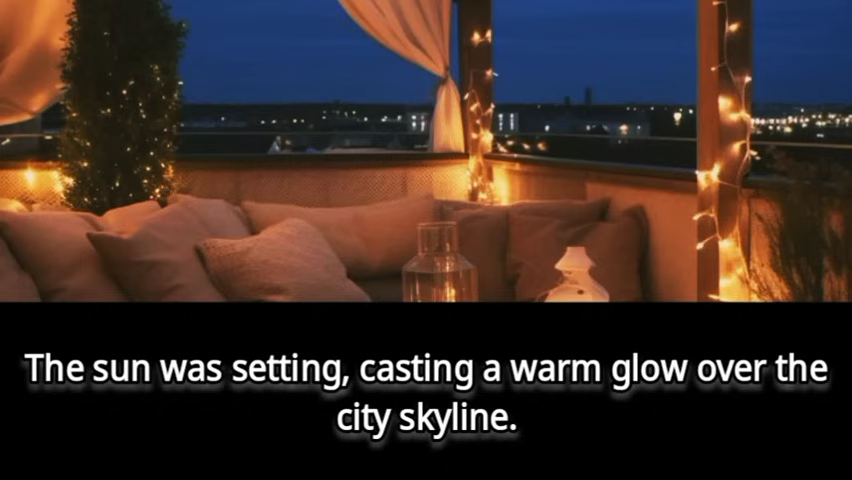 The sun was setting, casting a warm glow over the
city skyline.